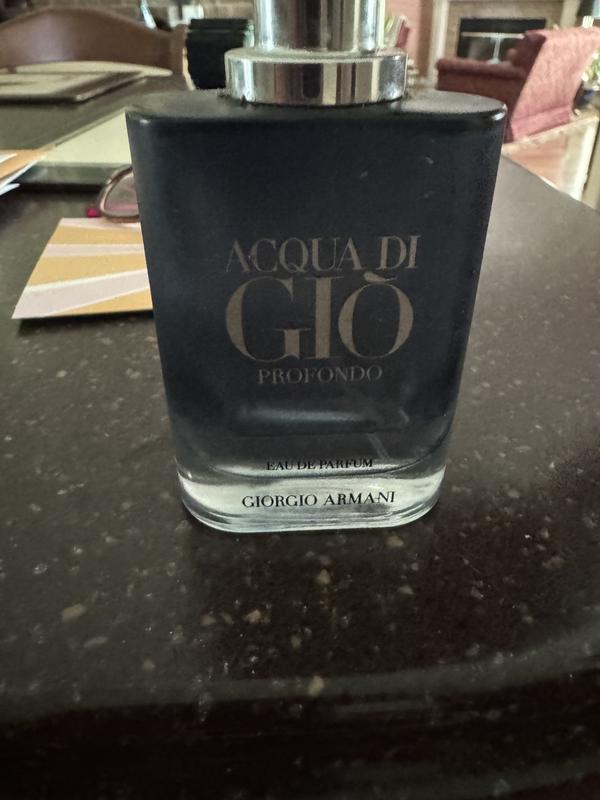 ACQUA DI
GIÒ
PROFONDO
EAU DE PARFUM
GIORGIO ARMANI